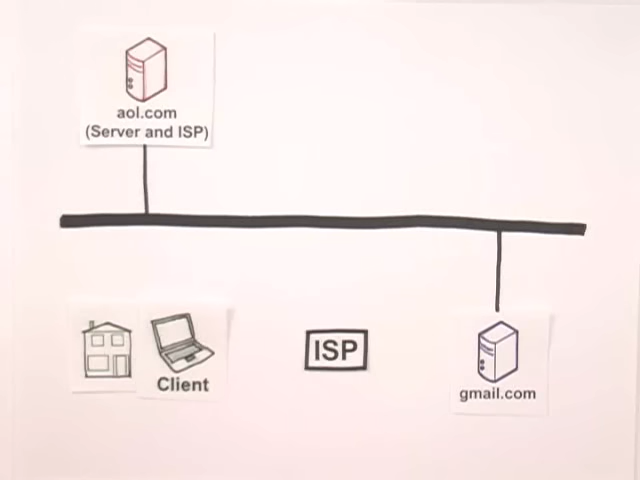 aol.com
(Server and ISP)
Client
ISP
gmail.com